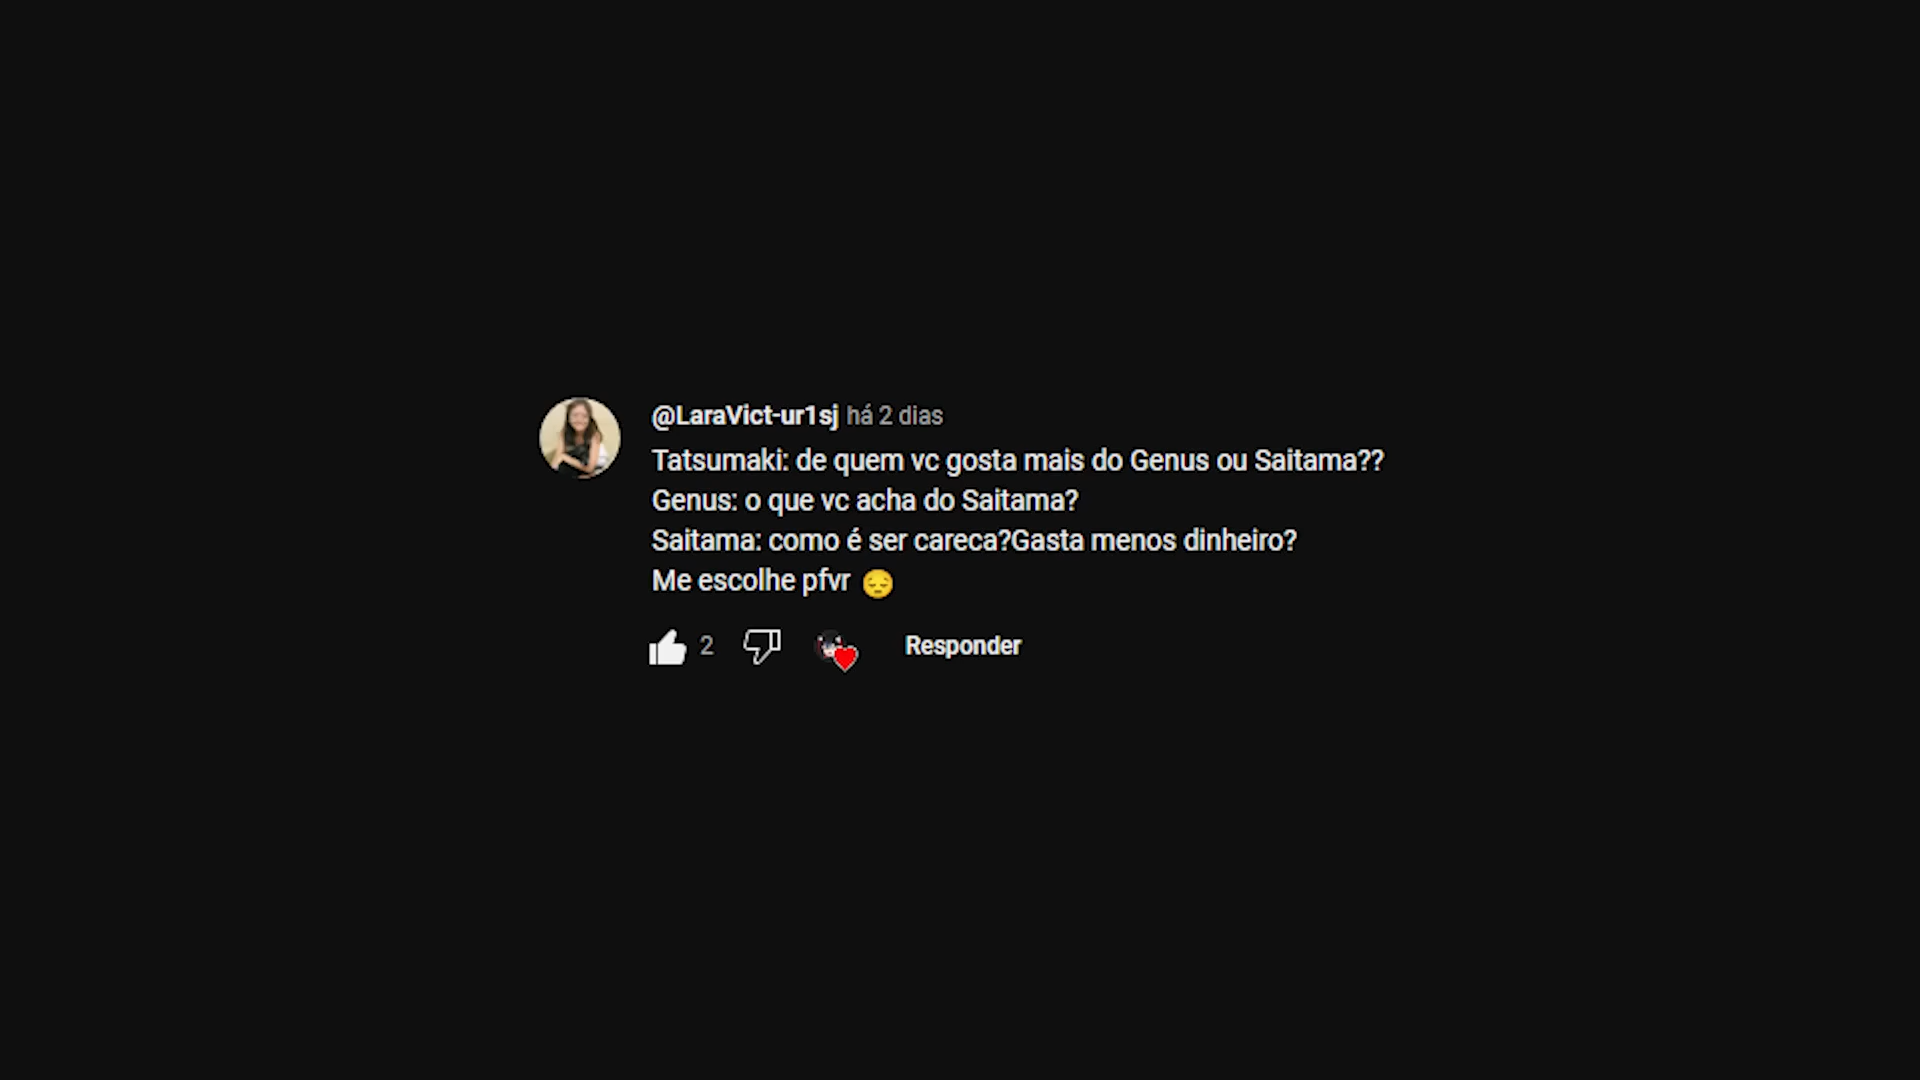 @LaraVict-ur1sj há 2 dias
Tatsumaki: de quem vc gosta mais do Genus ou Saitama??
Genus: o que vc acha do Saitama?
Saitama: como é ser careca?Gasta menos dinheiro?
Me escolhe pfvr 😔
2 Responder